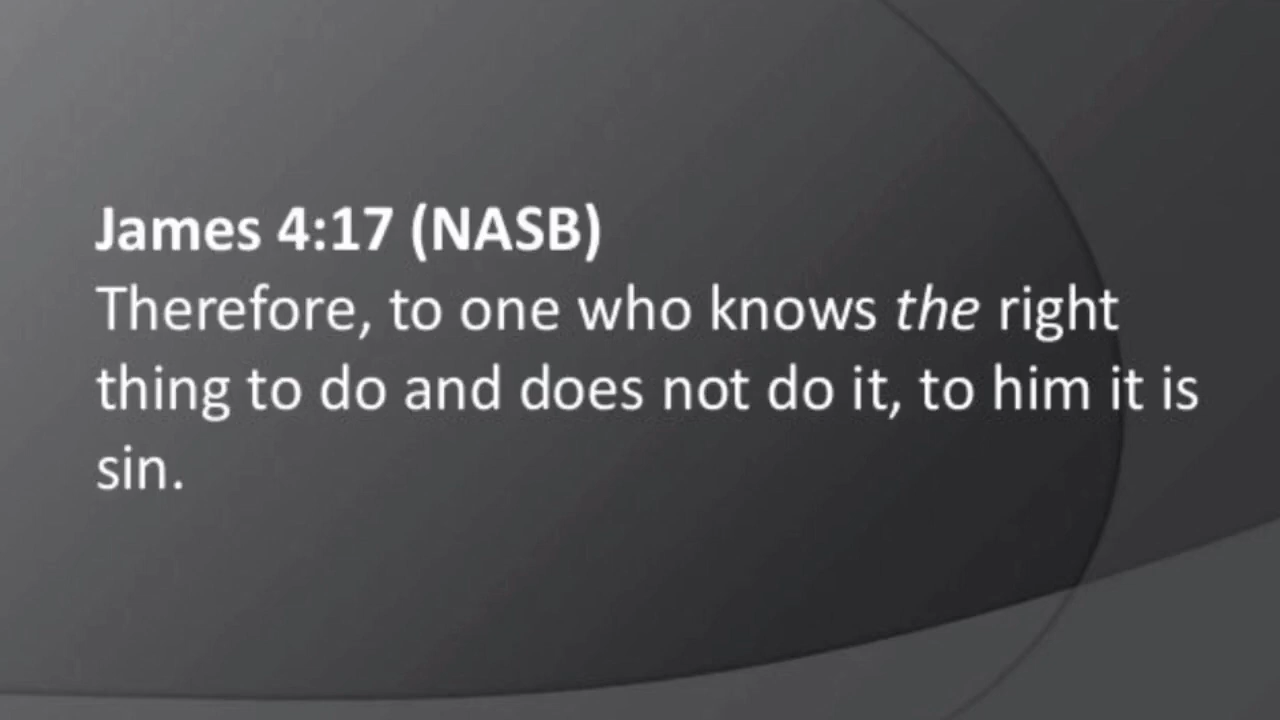 James 4:17 (NASB)
Therefore, to one who knows the right
thing to do and does not do it, to him it is
sin.